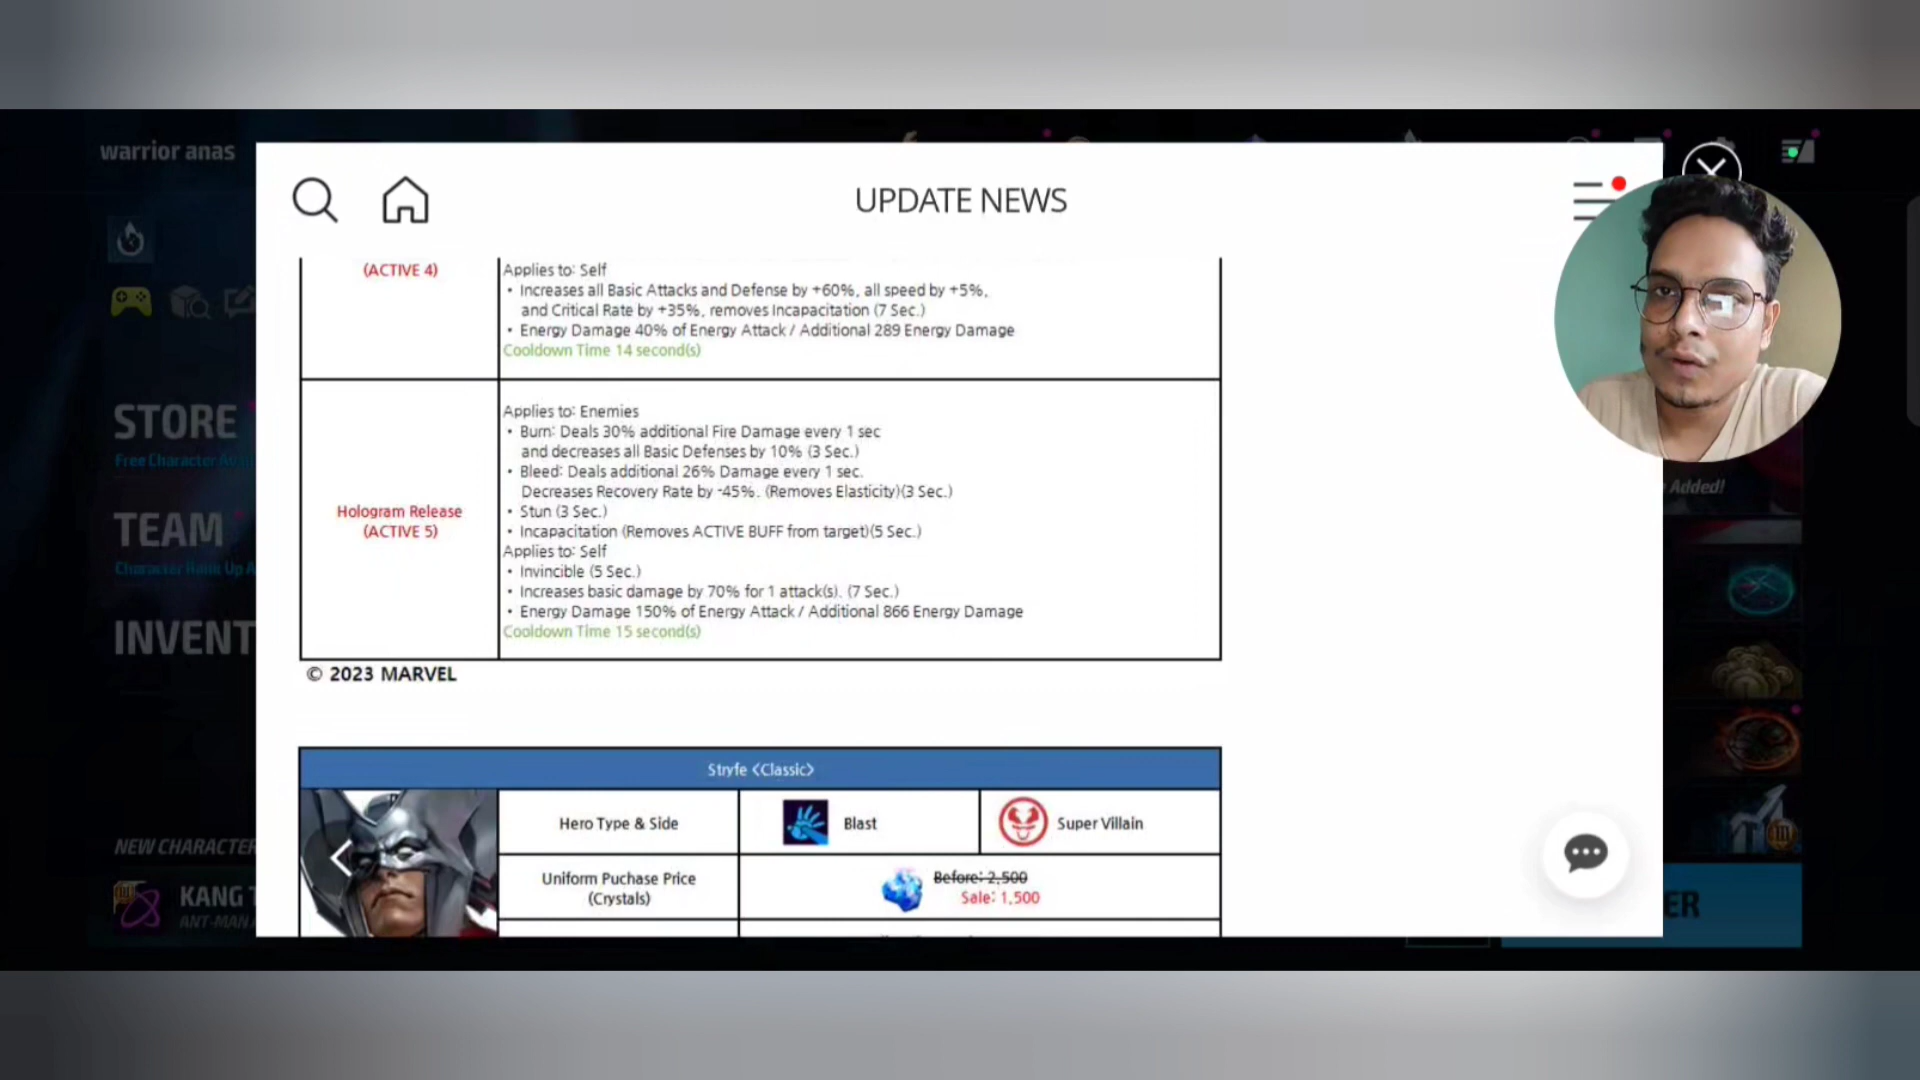 warrior anas
UPDATE NEWS
(ACTIVE 4)
Applies to: Self
• Increases all Basic Attacks and Defense by +60%, all speed by +5%,
and Critical Rate by +35%, removes Incapacitation (7 Sec.)
• Energy Damage 40% of Energy Attack / Additional 289 Energy Damage
Cooldown Time 14 second(s)
Hologram Release
(ACTIVE 5)
Applies to: Enemies
• Burn: Deals 30% additional Fire Damage every 1 sec
and decreases all Basic Defenses by 10% (3 Sec.)
• Bleed: Deals additional 26% Damage every 1 sec.
Decreases Recovery Rate by -45%. (Removes Elasticity)(3 Sec.)
• Stun (3 Sec.)
• Incapacitation (Removes ACTIVE BUFF from target)(5 Sec.)
Applies to: Self
• Invincible (5 Sec.)
• Increases basic damage by 70% for 1 attack(s). (7 Sec.)
• Energy Damage 150% of Energy Attack / Additional 866 Energy Damage
Cooldown Time 15 second(s)
© 2023 MARVEL
Stryfe <Classic>
Hero Type & Side
Blast
Super Villain
Uniform Puchase Price
(Crystals)
Before: 2,500
Sale: 1,500
STORE
Free Character
TEAM
Character Rank Up A
INVENT
NEW CHARACTER
KANG T
ANT-MAN
Added!
ER